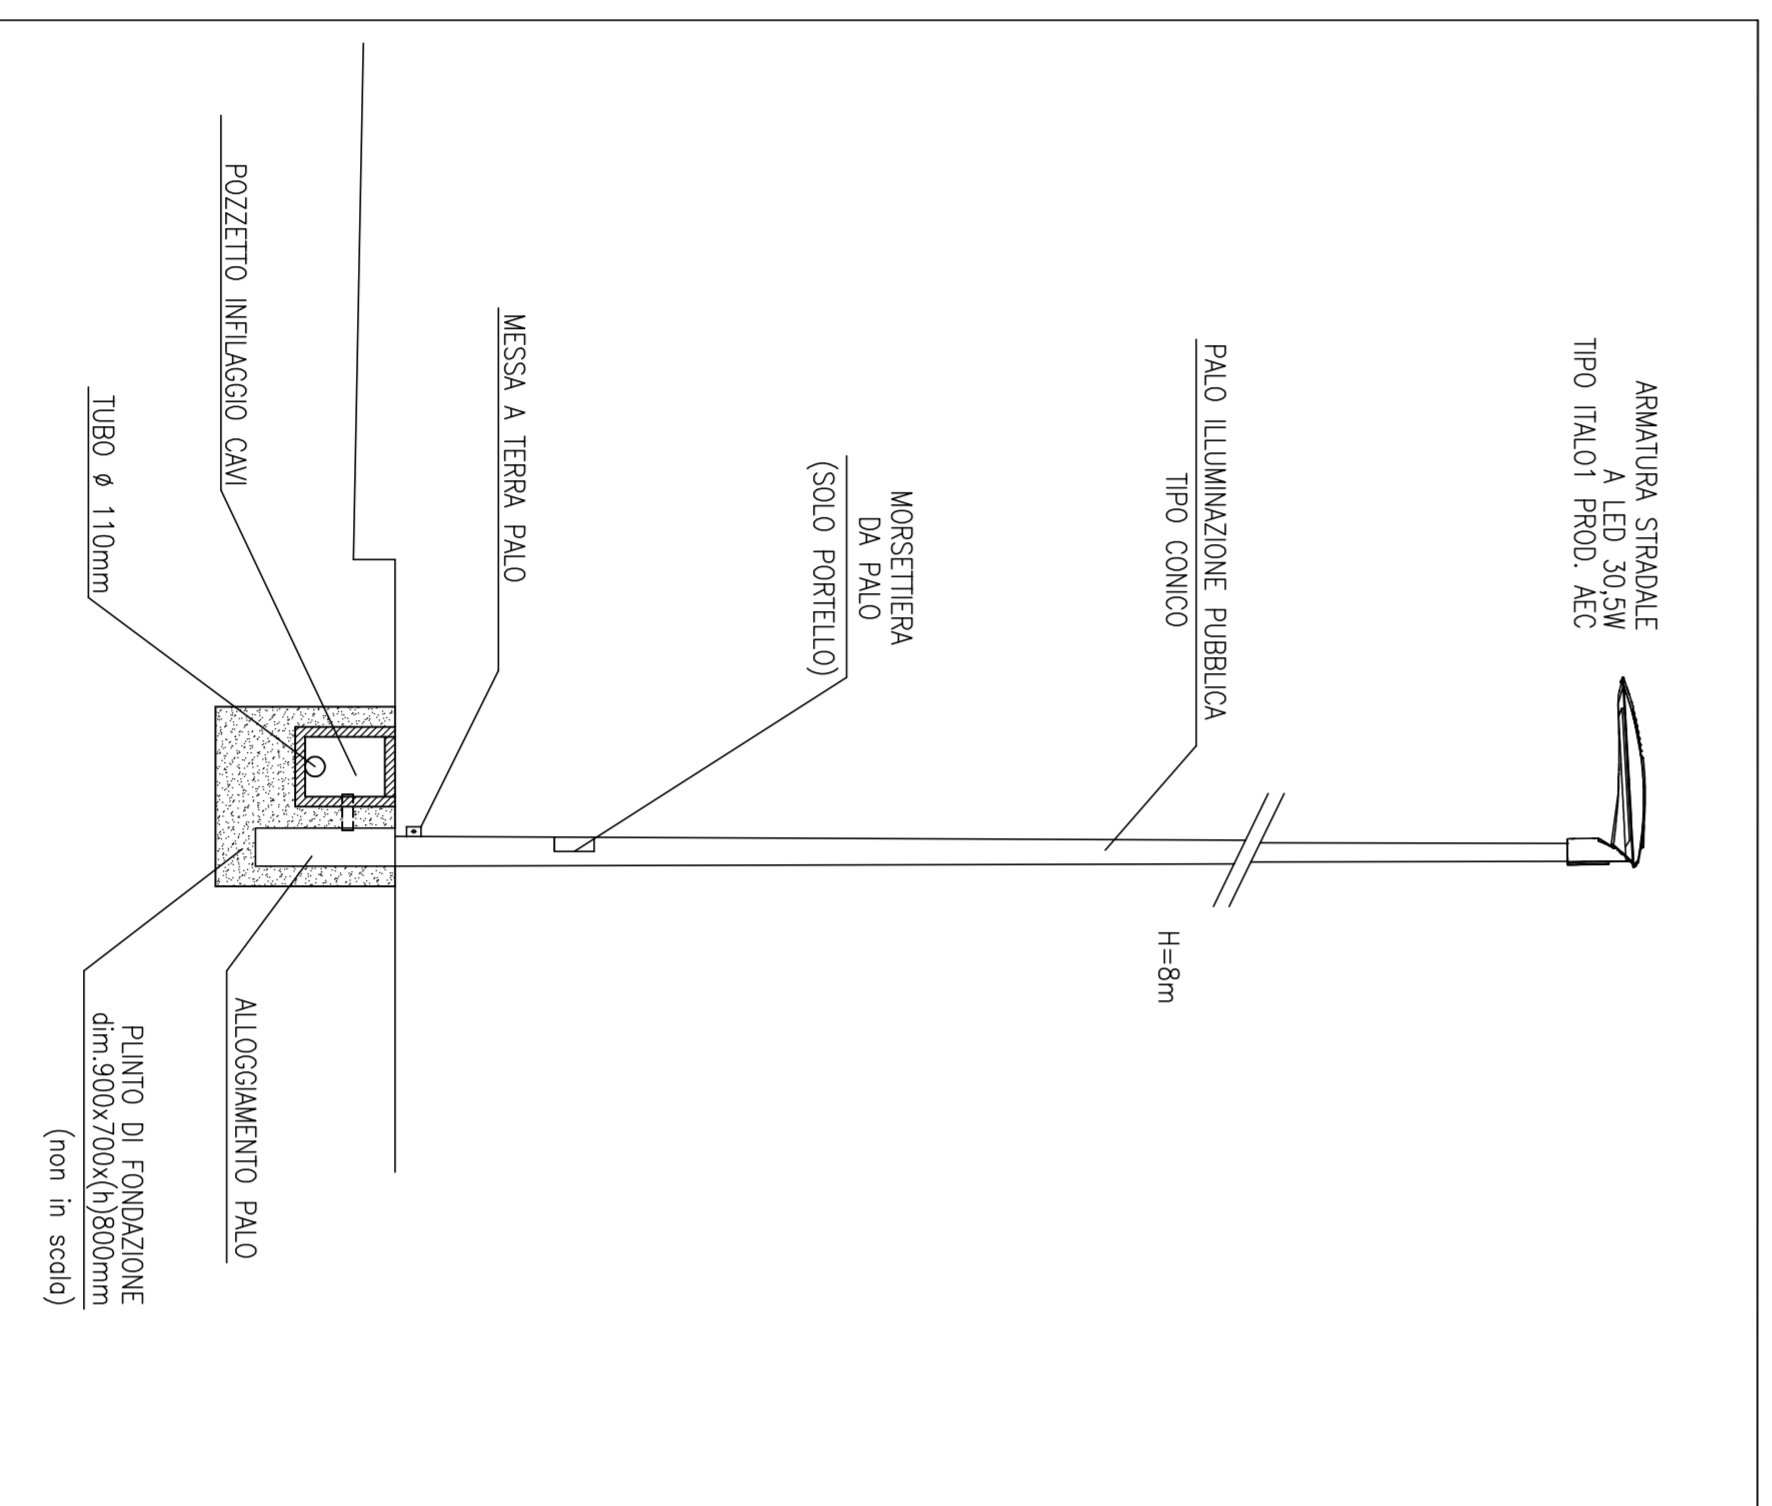 ARMATURA STRADALE
A LED 30,5W
TIPO ITALO1 PROD. AEC
PALO ILLUMINAZIONE PUBBLICA
TIPO CONICO
H=8m
MORSETTIERA
DA PALO
(SOLO PORTELLO)
MESSA A TERRA PALO
POZZETTO INFILAGGIO CAVI
TUBO ø 110mm
ALLOGGIAMENTO PALO
PLINTO DI FONDAZIONE
dim.900x700x(h)800mm
(non in scala)